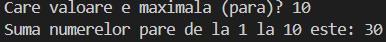 Care valoare e maximala (para)? 10
Suma numerelor pare de la 1 la 10 este: 30